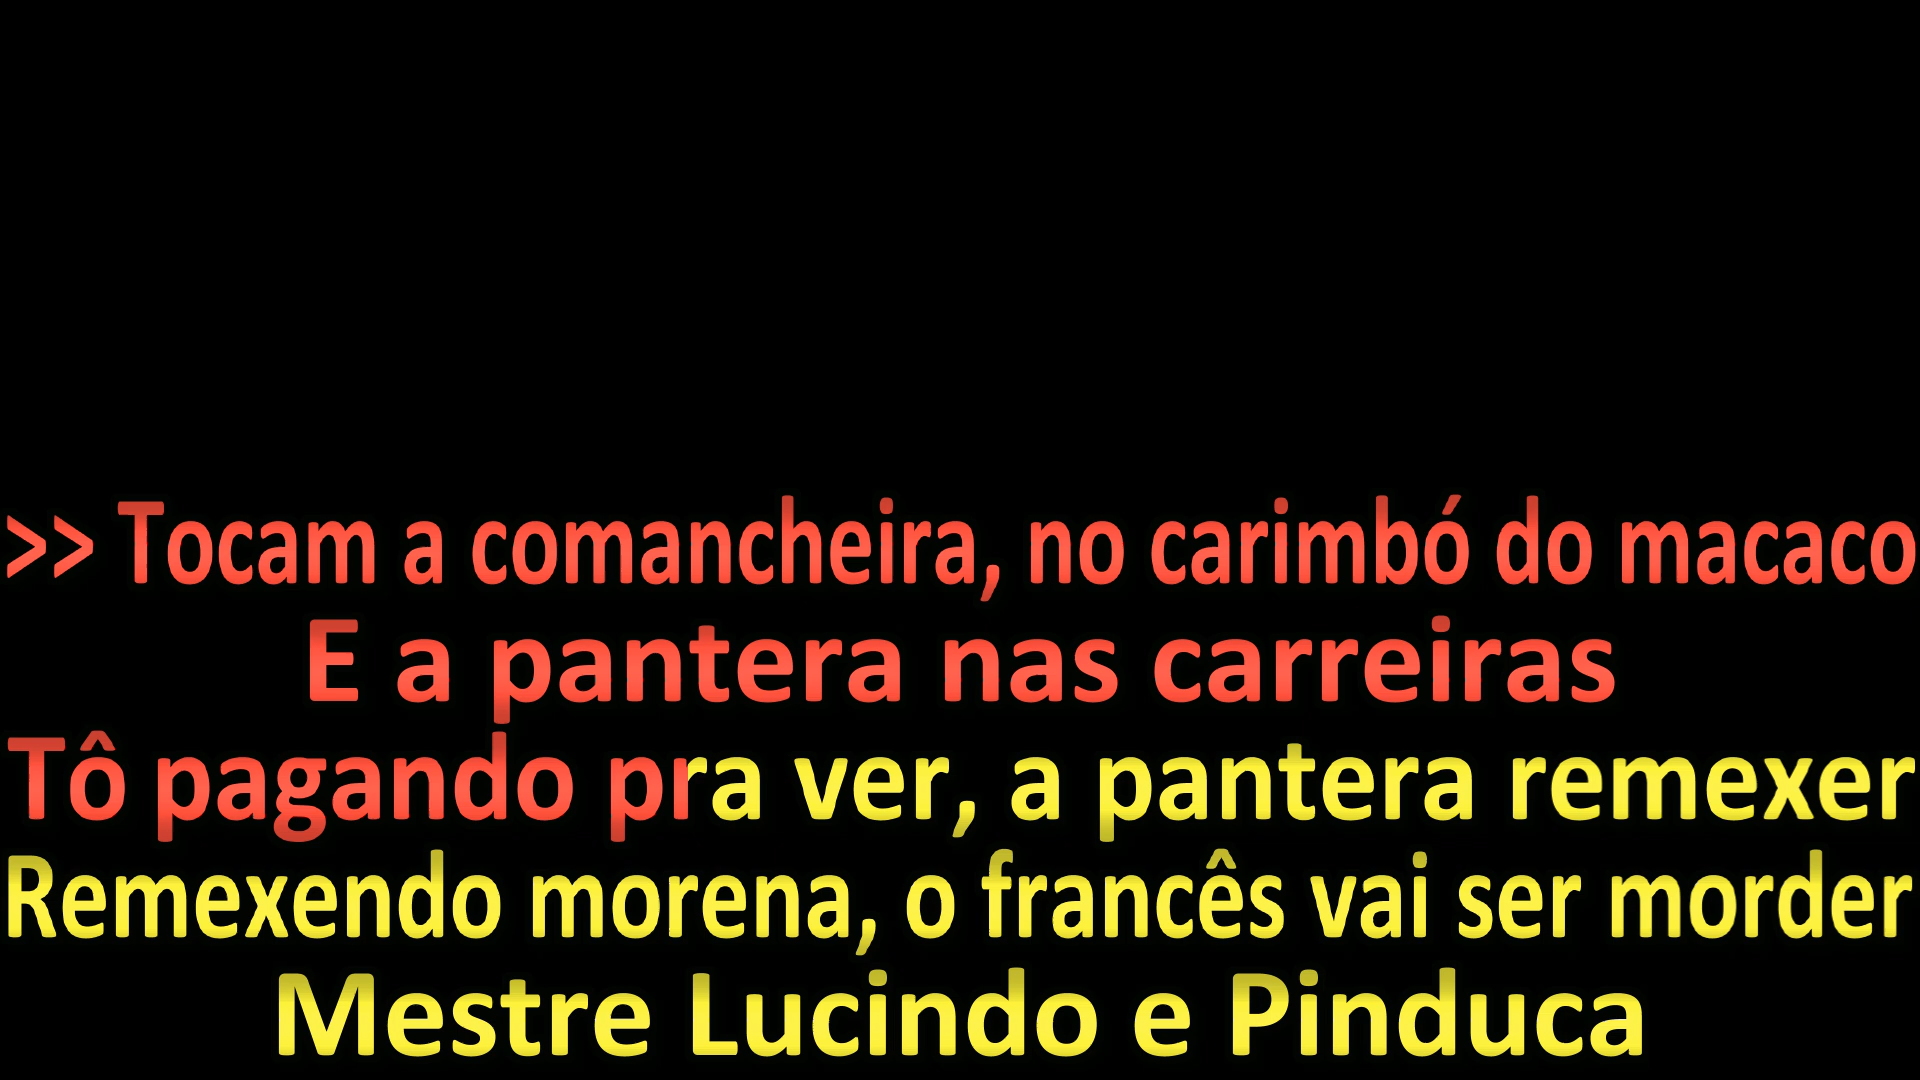 >> Tocam a comancheira, no carimbó do macaco
E a pantera nas carreiras
Tô pagando pra ver, a pantera remexer
Remexendo morena, o francês vai ser morder
Mestre Lucindo e Pinduca